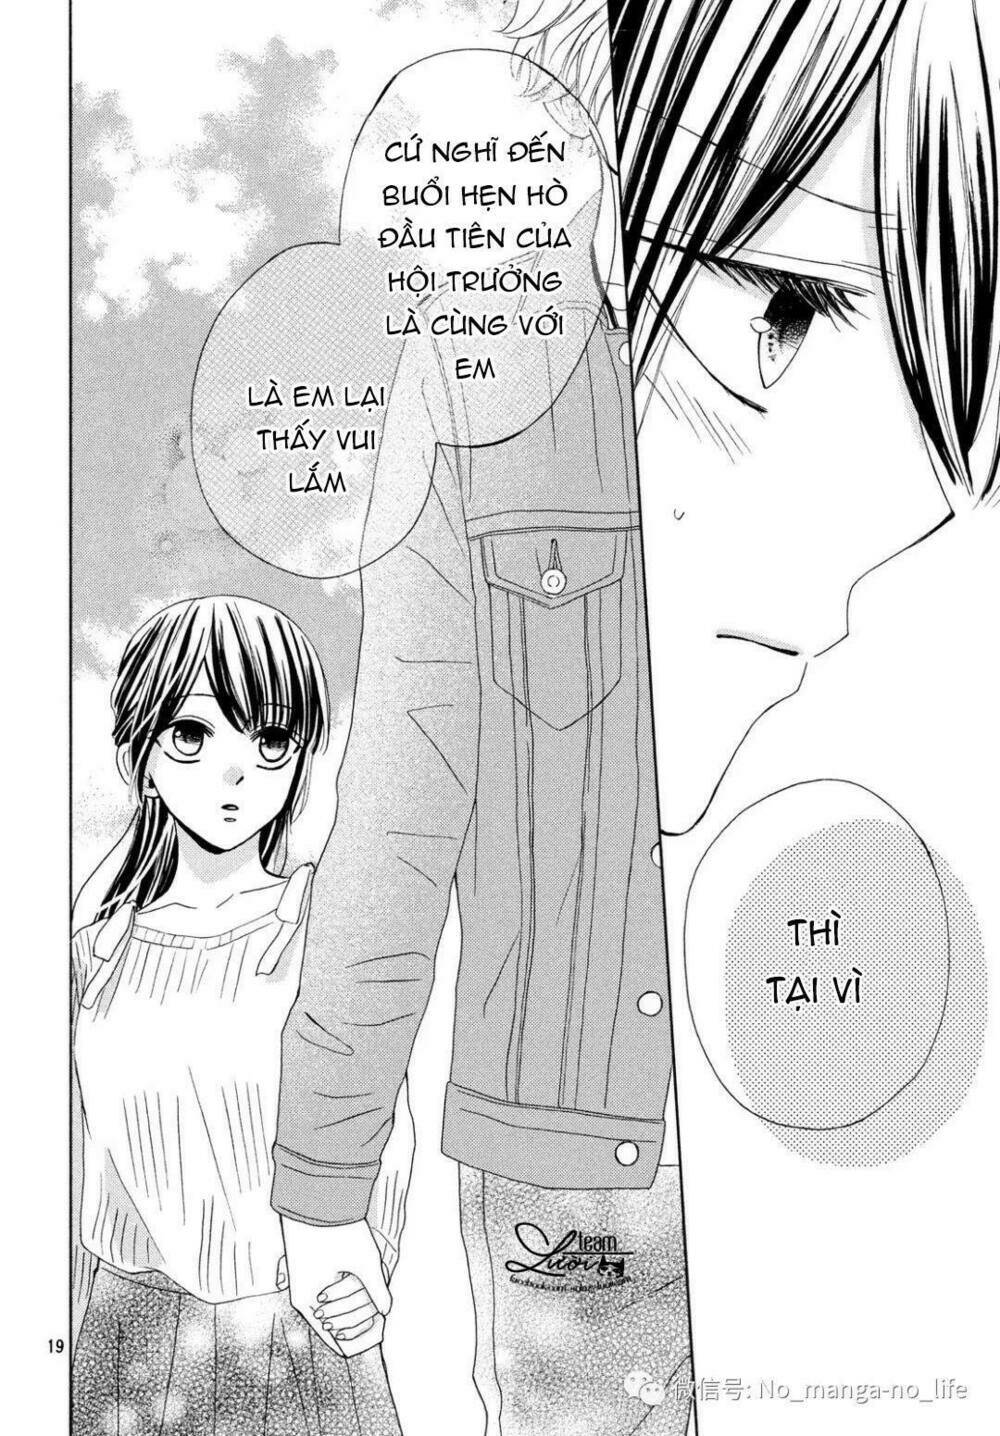 CỨ NGHĨ ĐẾN
BUỔI HẸN HÒ
ĐẦU TIÊN CỦA
HỘI TRƯỞNG
LÀ CÙNG VỚI
EM
LÀ EM LẠI
THẤY VUI
LẮM
THÌ
TẠI VÌ
team
Lười
19
微信号: No_manga-no_life